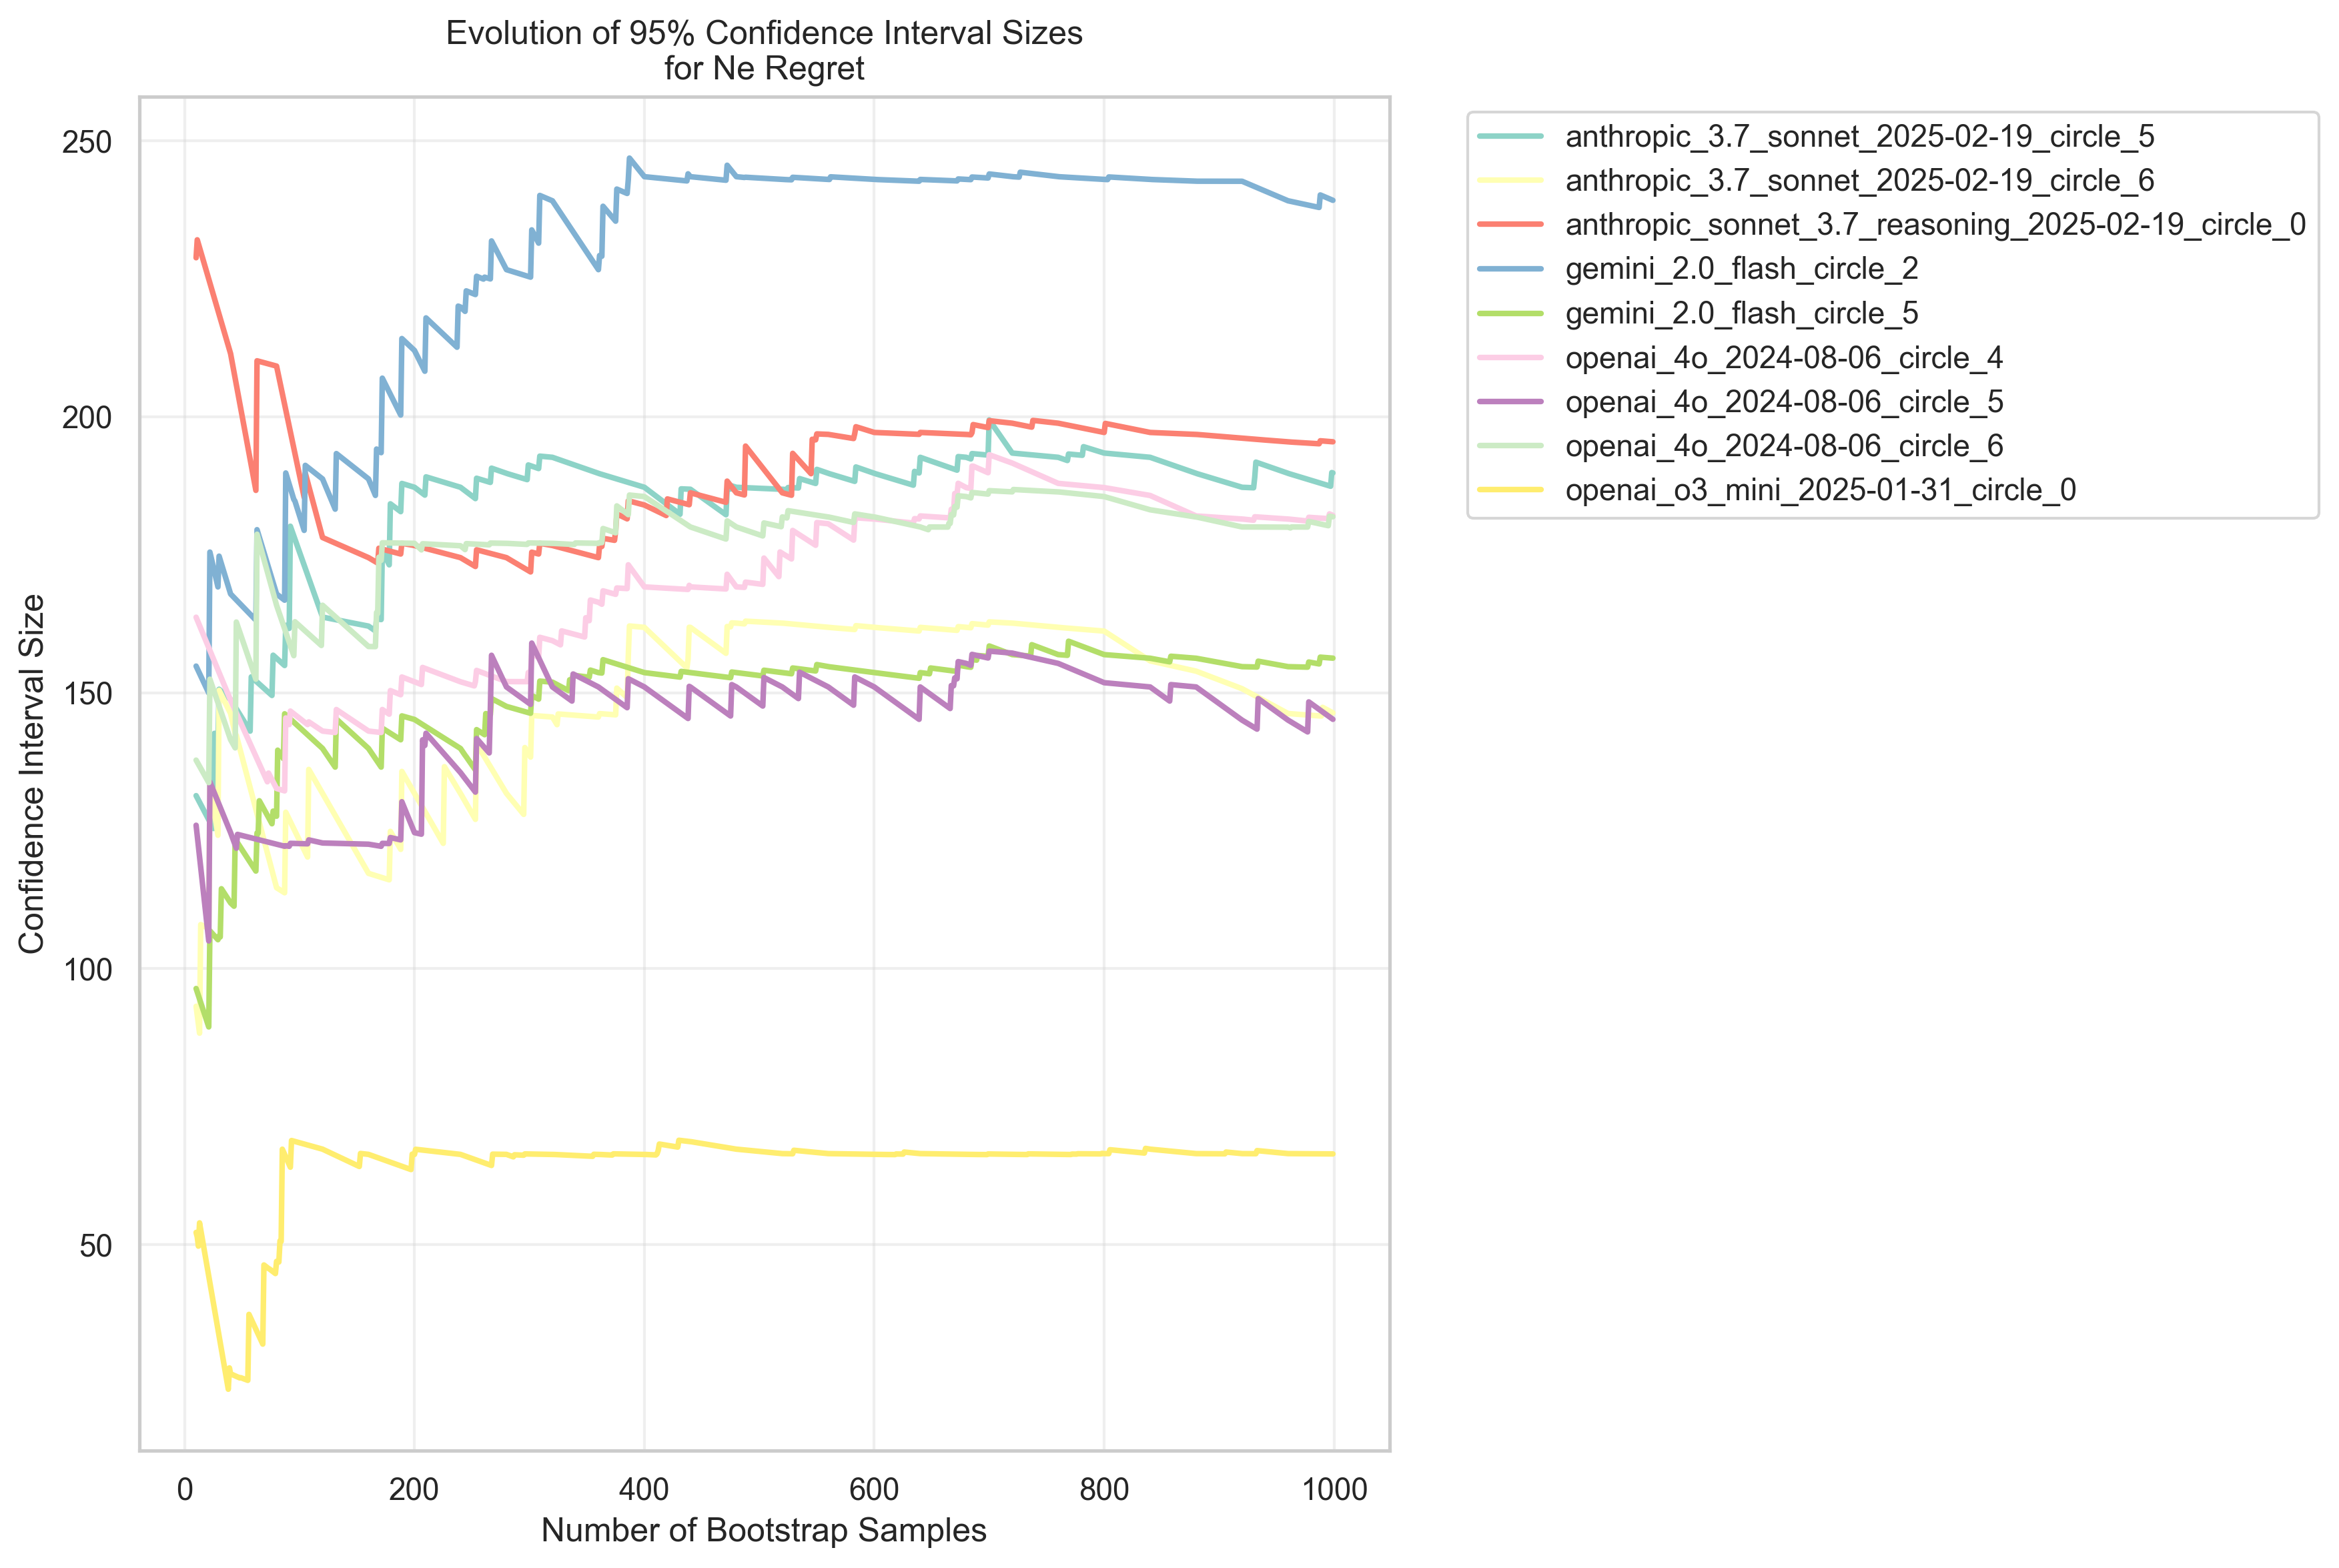 Evolution of 95% Confidence Interval Sizes
for Ne Regret
250
200
150
100
50
Confidence Interval Size
0
200
400
600
800
1000
Number of Bootstrap Samples
anthropic_3.7_sonnet_2025-02-19_circle_5
anthropic_3.7_sonnet_2025-02-19_circle_6
anthropic_sonnet_3.7_reasoning_2025-02-19_circle_0
gemini_2.0_flash_circle_2
gemini_2.0_flash_circle_5
openai_4o_2024-08-06_circle_4
openai_4o_2024-08-06_circle_5
openai_4o_2024-08-06_circle_6
openai_o3_mini_2025-01-31_circle_0